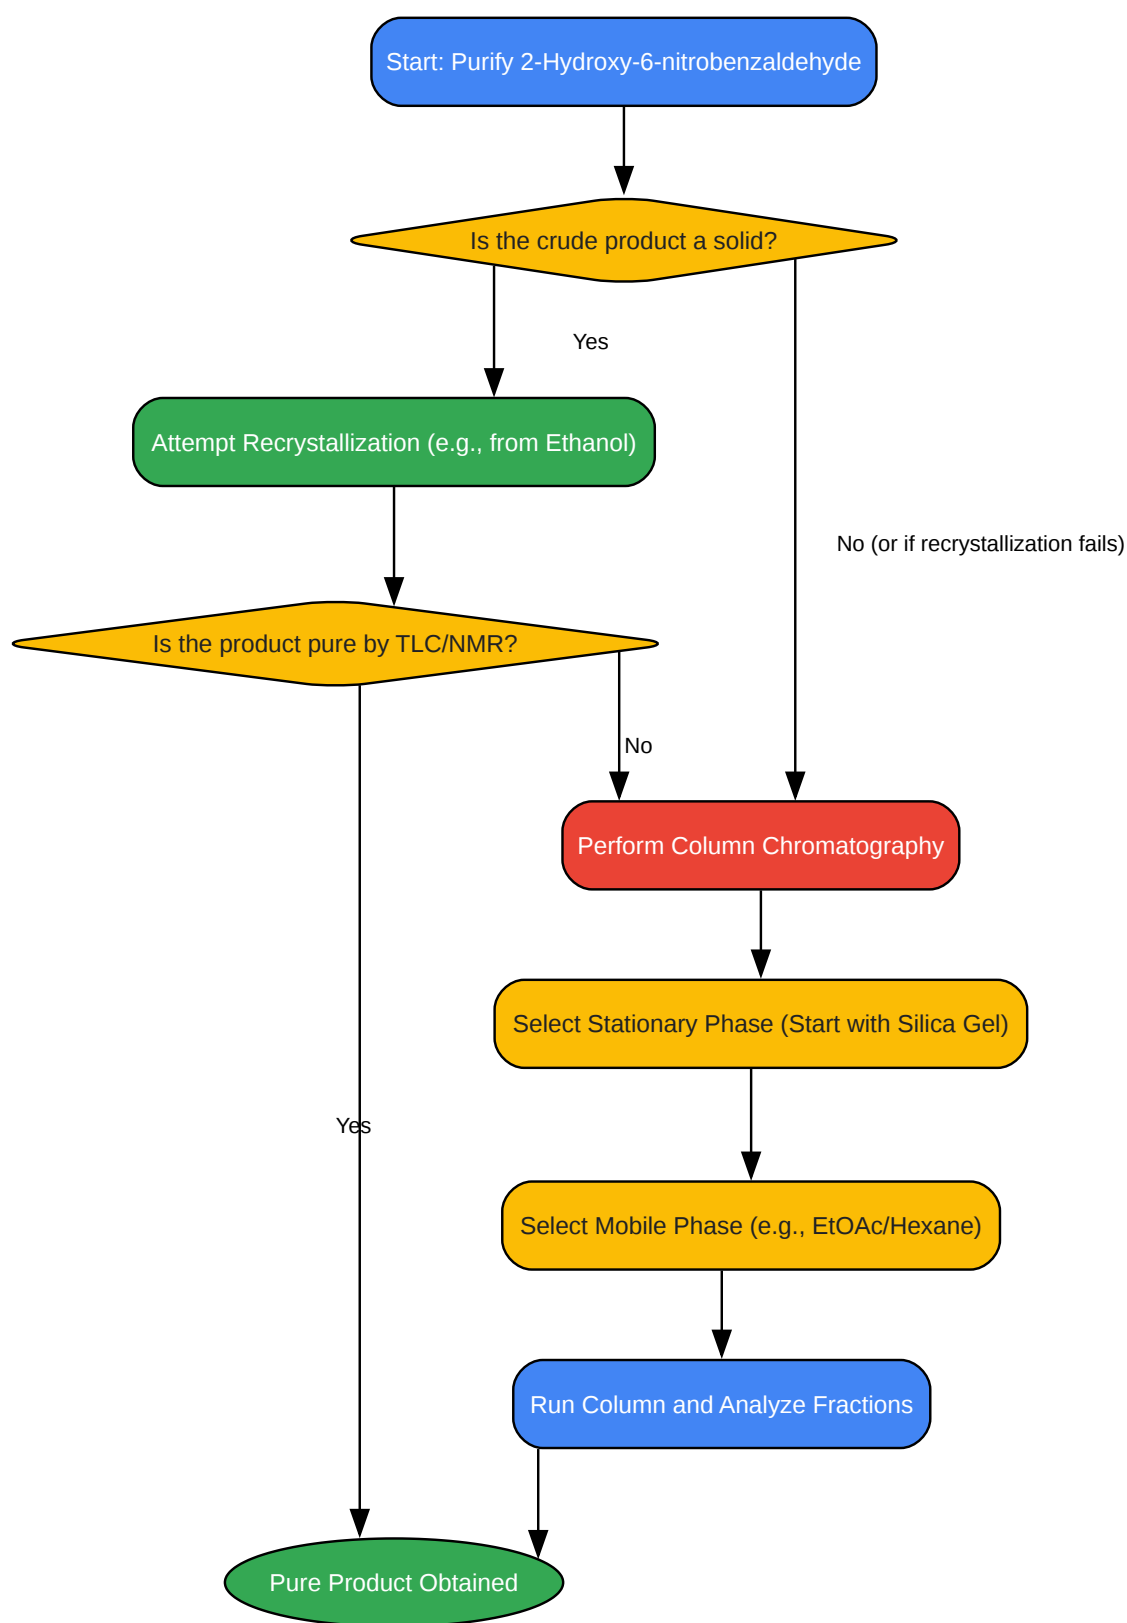 Start: Purify 2-Hydroxy-6-nitrobenzaldehyde
Is the crude product a solid?
Yes
Attempt Recrystallization (e.g., from Ethanol)
No (or if recrystallization fails)
Is the product pure by TLC/NMR?
No
Perform Column Chromatography
Select Stationary Phase (Start with Silica Gel)
Yes
Select Mobile Phase (e.g., EtOAc/Hexane)
Run Column and Analyze Fractions
Pure Product Obtained